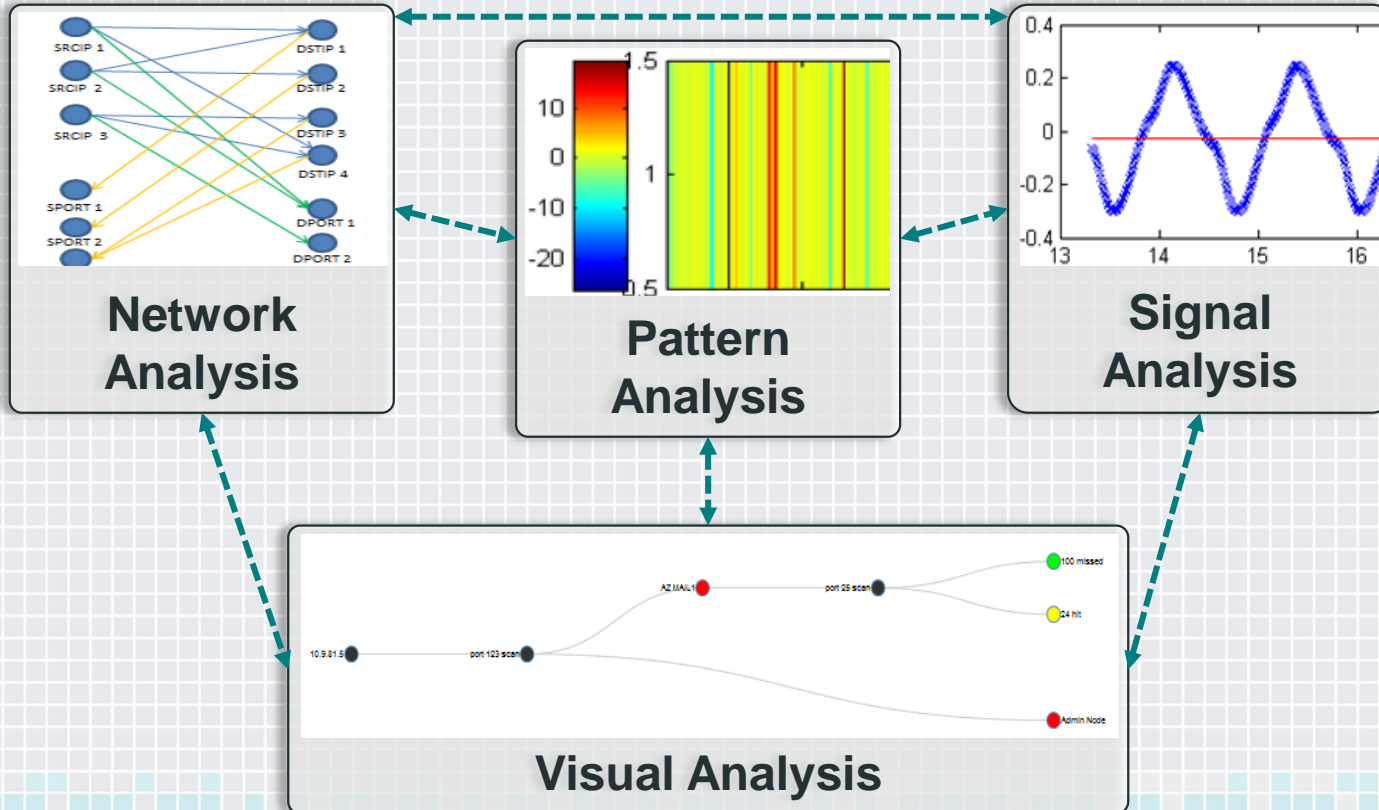 SRCIP 1
DSTIP 1
SRCIP 2
DSTIP 2
SRCIP 3
DSTIP 3
DSTIP 4
SPORT 1
DPORT 1
SPORT 2
DPORT 2
Network
Analysis
10
0
-10
-20
1.5
1
0.5
Pattern
Analysis
0.4
0.2
0
-0.2
-0.4
13
14
15
16
Signal
Analysis
10.9.81.5
port 123 scan
AZ MAIL1
port 25 scan
100 missed
24 hit
Admin Node
Visual Analysis